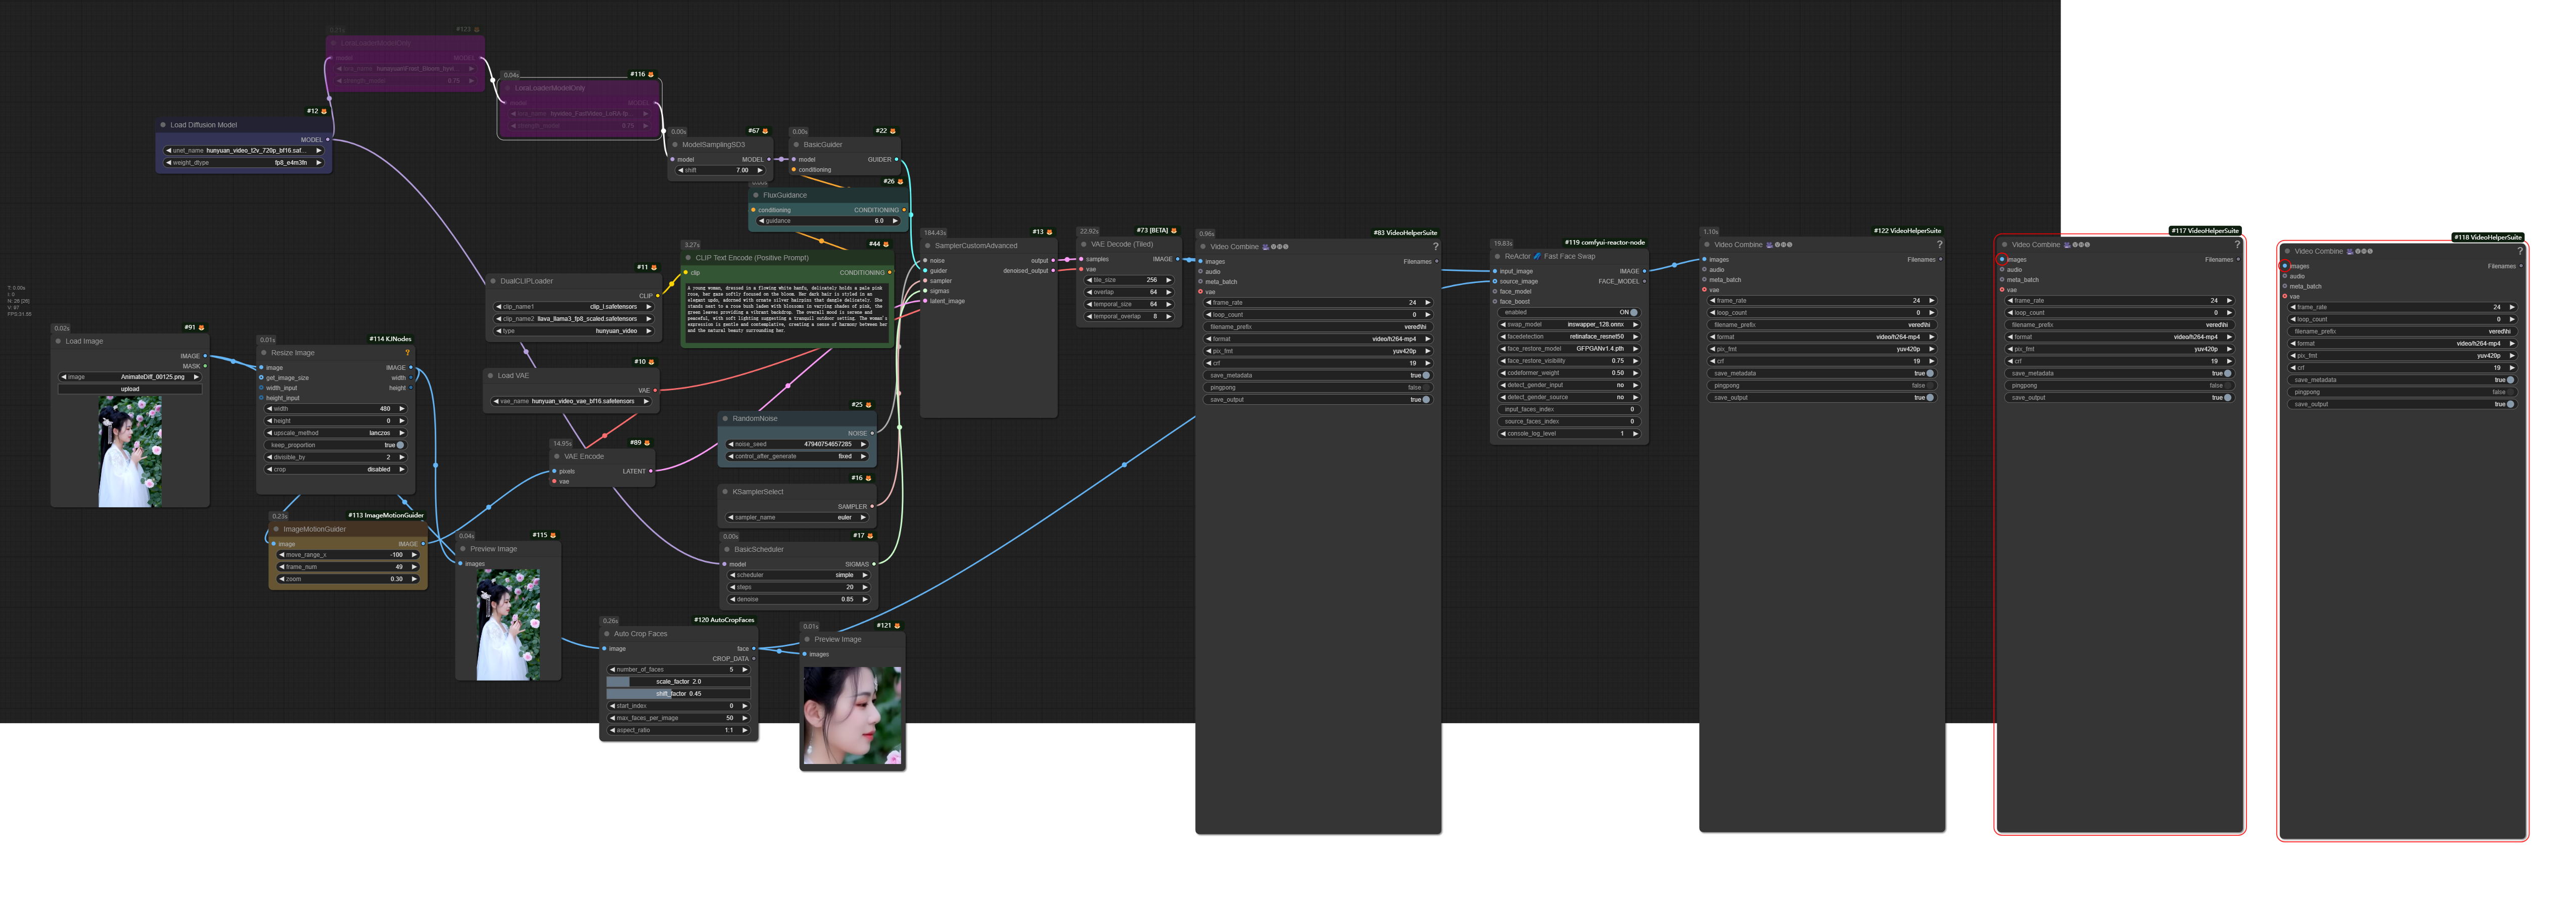 3.21s
#123
LoraLoaderModelOnly
model
MODEL
strength_model 0.75
0.04s
#116
LoraLoaderModelOnly
model
MODEL
strength_model 0.75
#12
Load Diffusion Model
MODEL
unet_name hunyuan_video_t2v_720p_bf16.saf...
weight_dtype fp8_e4m3fn
0.00s
#67
ModelSamplingSD3
model
MODEL
shift 7.00
0.00s
#22
BasicGuider
model
GUIDER
conditioning
0.00s
#26
FluxGuidance
conditioning
CONDITIONING
guidance 6.0
3.27s
#44
CLIP Text Encode (Positive Prompt)
clip
CONDITIONING
A young woman, dressed in a flowing white hanfu, delicately holds a pale pink
rose, her gaze softly focused on the bloom. Her dark hair is styled in an
elegant updo, adorned with ornate silver hairpins that dangle delicately. She
stands next to a rose bush laden with blossoms in varying shades of pink, the
green leaves providing a vibrant backdrop. The overall mood is serene and
peaceful, with soft lighting suggesting a tranquil outdoor setting. The woman's
expression is gentle and contemplative, creating a sense of harmony between her
and the natural beauty surrounding her.
#11
DualCLIPLoader
CLIP
clip_name1 clip_l.safetensors
clip_name2 llava_llama3_fp8_scaled.safetensors
type hunyuan_video
#10
Load VAE
VAE
vae_name hunyuan_video_vae_bf16.safetensors
T: 0.00s
I: 0
N: 28 [28]
V: 87
0.02s
#91
Load Image
IMAGE
MASK
image AnimateDiff_00125.png
upload
0.01s
#114 KJNodes
Resize Image
?
image
IMAGE
get_image_size
width
width_input
height
height_input
width 480
height 0
upscale_method lanczos
keep_proportion true
divisible_by 2
crop disabled
0.23s
#113 ImageMotionGuider
ImageMotionGuider
image
IMAGE
move_range_x -100
frame_num 49
zoom 0.30
0.04s
#115
Preview Image
images
14.95s
#89
VAE Encode
pixels
LATENT
vae
#25
RandomNoise
NOISE
noise_seed 47940754657285
control_after_generate fixed
#16
KSamplerSelect
SAMPLER
sampler_name euler
0.00s
#17
BasicScheduler
model
SIGMAS
scheduler simple
steps 20
denoise 0.85
0.26s
#120 AutoCropFaces
Auto Crop Faces
image
face
CROP_DATA
number_of_faces 5
scale_factor 2.0
shift_factor 0.45
start_index 0
max_faces_per_image 50
aspect_ratio 1:1
0.01s
#121
Preview Image
images
184.43s
#13
SamplerCustomAdvanced
noise
output
guider
denoised_output
sampler
sigmas
latent_image
22.92s
#73 [BETA]
VAE Decode (Tiled)
samples
IMAGE
vae
tile_size 256
overlap 64
temporal_size 64
temporal_overlap 8
0.96s
#83 VideoHelperSuite
Video Combine
?
images
Filenames
audio
meta_batch
vae
frame_rate 24
loop_count 0
filename_prefix vered\hi
format video/h264-mp4
pix_fmt yuv420p
crf 19
save_metadata true
pingpong false
save_output true
19.83s
#119 comfyui-reactor-node
ReActor Fast Face Swap
input_image
IMAGE
source_image
FACE_MODEL
face_model
face_boost
enabled ON
swap_model inswapper_128.onnx
facedetection retinaface_resnet50
face_restore_model GFPGANv1.4.pth
face_restore_visibility 0.75
codeformer_weight 0.50
detect_gender_input no
detect_gender_source no
input_faces_index 0
source_faces_index 0
console_log_level 1
1.10s
#122 VideoHelperSuite
Video Combine
?
images
Filenames
audio
meta_batch
vae
frame_rate 24
loop_count 0
filename_prefix vered\hi
format video/h264-mp4
pix_fmt yuv420p
crf 19
save_metadata true
pingpong false
save_output true
#117 VideoHelperSuite
Video Combine
?
images
Filenames
audio
meta_batch
vae
frame_rate 24
loop_count 0
filename_prefix vered\hi
format video/h264-mp4
pix_fmt yuv420p
crf 19
save_metadata true
pingpong false
save_output true
#118 VideoHelperSuite
Video Combine
?
images
Filenames
audio
meta_batch
vae
frame_rate 24
loop_count 0
filename_prefix vered\hi
format video/h264-mp4
pix_fmt yuv420p
crf 19
save_metadata true
pingpong false
save_output true